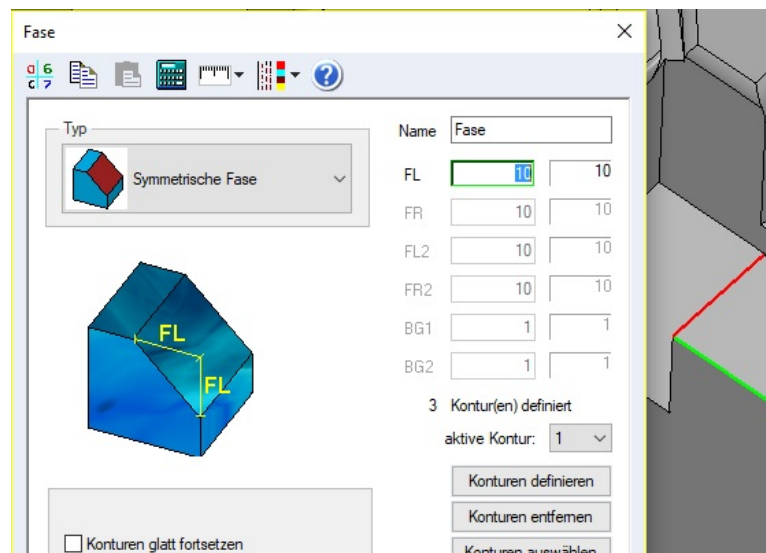 Fase
Typ
Symmetrische Fase
FL
FL
Konturen glatt fortsetzen
Name Fase
FL 10 10
FR 10 10
FL2 10 10
FR2 10 10
BG1 1 1
BG2 1 1
3 Kontur(en) definiert
aktive Kontur: 1
Konturen definieren
Konturen entfernen
Konturen auswählen